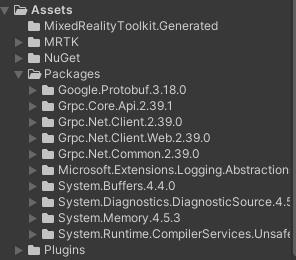 Assets
MixedRealityToolkit.Generated
MRTK
NuGet
Packages
Google.Protobuf.3.18.0
Grpc.Core.Api.2.39.1
Grpc.Net.Client.2.39.0
Grpc.Net.Client.Web.2.39.0
Grpc.Net.Common.2.39.0
Microsoft.Extensions.Logging.Abstraction
System.Buffers.4.4.0
System.Diagnostics.DiagnosticSource.4.5
System.Memory.4.5.3
System.Runtime.CompilerServices.Unsafe
Plugins